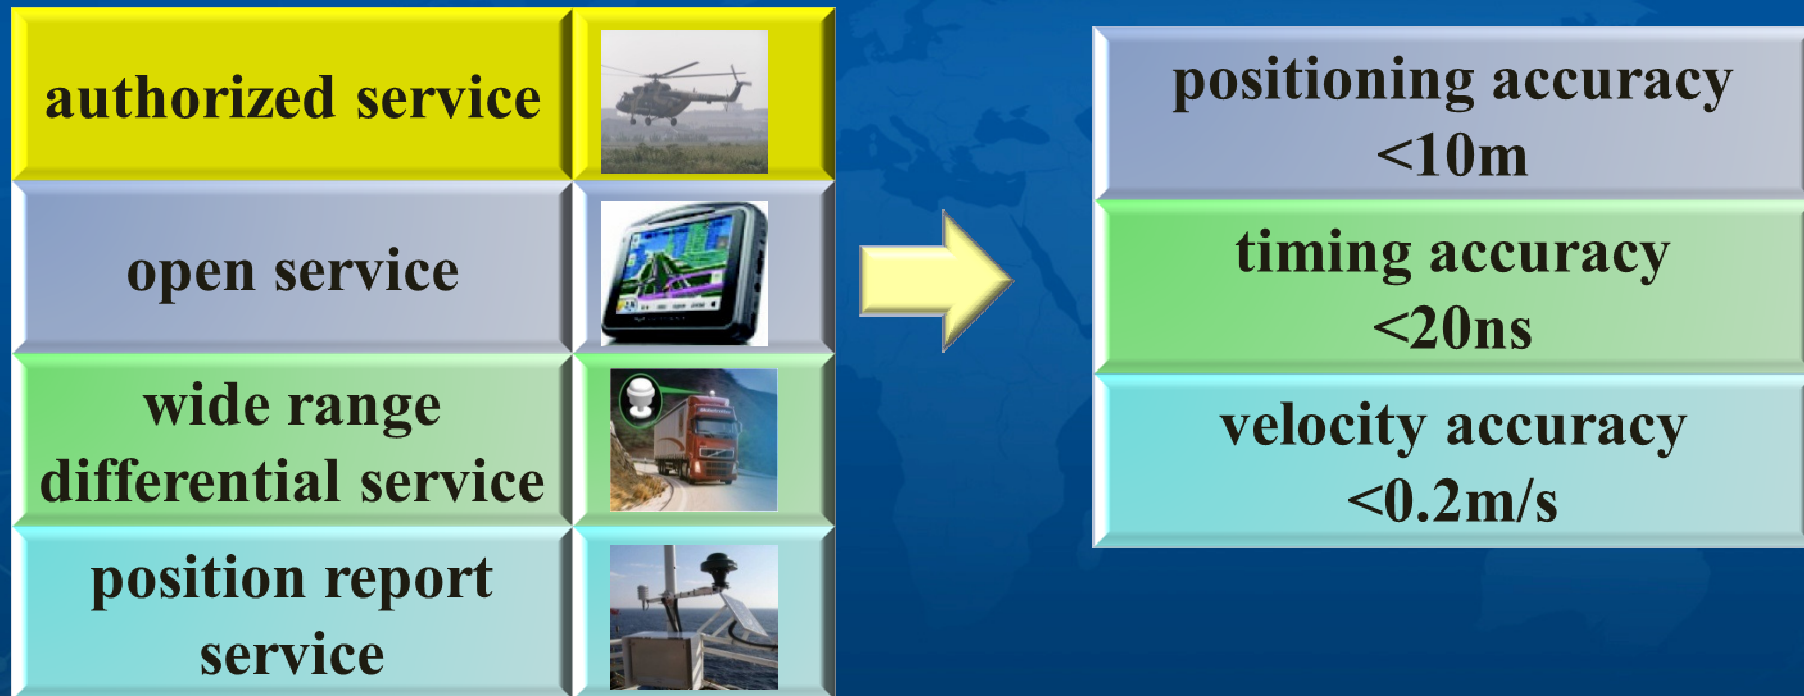 authorized service
open service
wide range
differential service
position report
service
positioning accuracy
<10m
timing accuracy
<20ns
velocity accuracy
<0.2m/s